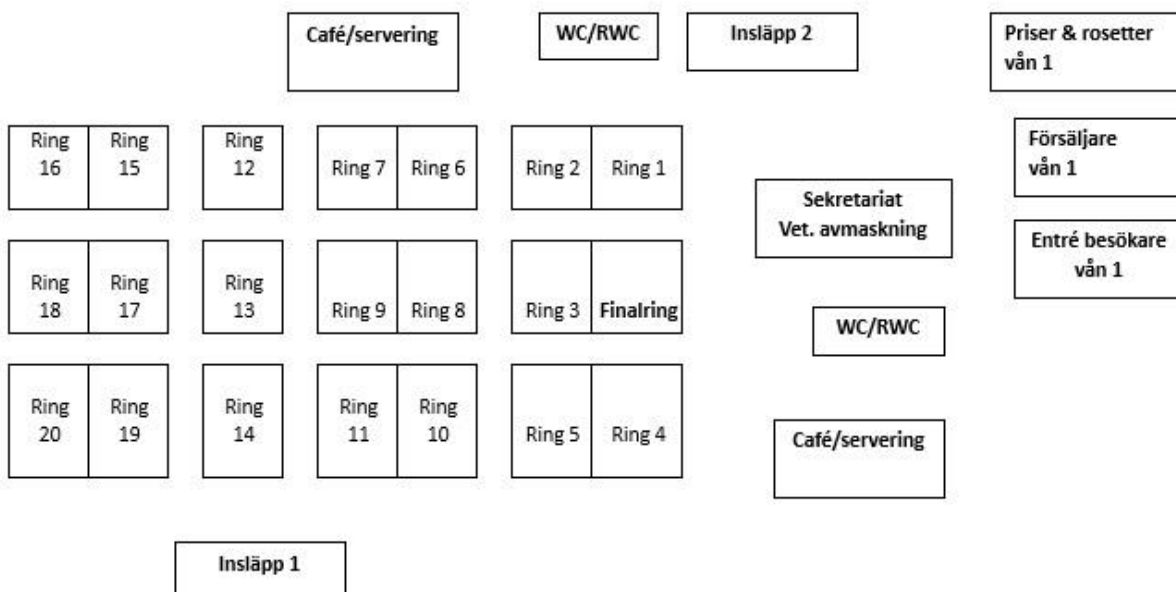 Café/servering
WC/RWC
Insläpp 2
Priser & rosetter
vån 1
Ring
16
Ring
15
Ring
12
Ring 7
Ring 6
Ring 2
Ring 1
Försäljare
vån 1
Sekretariat
Vet. avmaskning
Entré besökare
vån 1
Ring
18
Ring
17
Ring
13
Ring 9
Ring 8
Ring 3
Finalring
WC/RWC
Ring
20
Ring
19
Ring
14
Ring
11
Ring
10
Ring 5
Ring 4
Café/servering
Insläpp 1